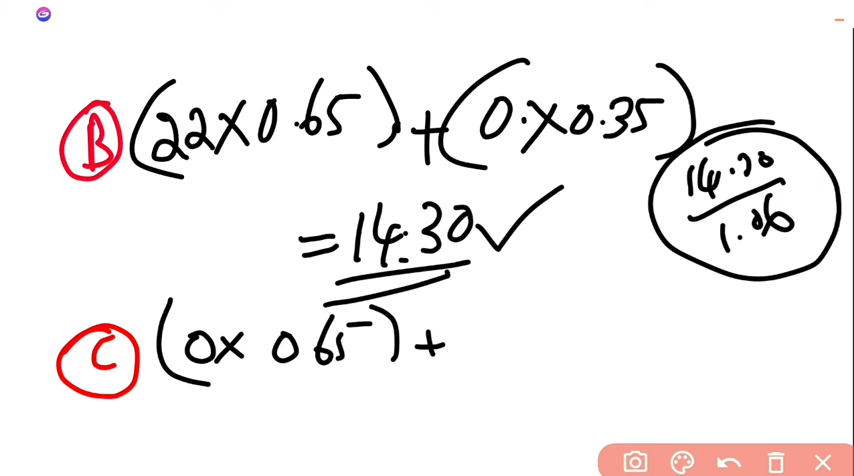 B (22 x 0.65) + (0. x 0.35)
= 14.30 ✓
14.30
1.06
C (0 x 0 65) +